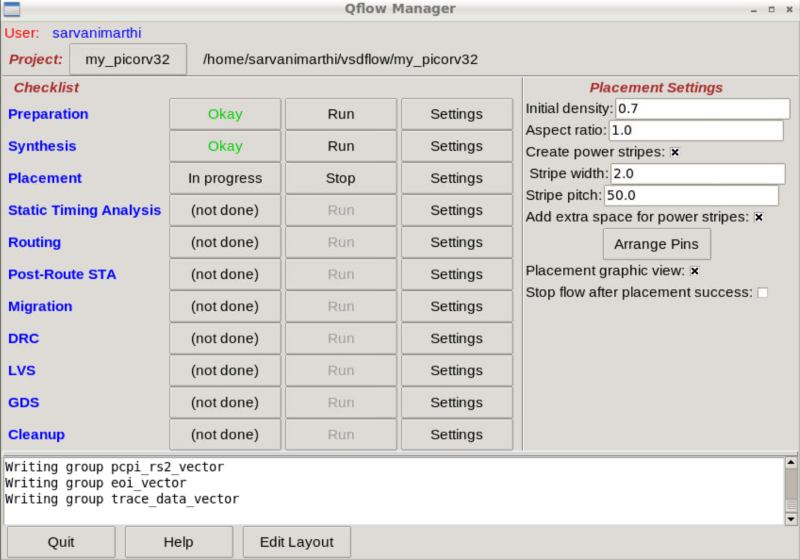 Qflow Manager
User: sarvanimarthi
Project: my_picorv32 /home/sarvanimarthi/vsdflow/my_picorv32
Checklist
Preparation Okay Run Settings
Synthesis Okay Run Settings
Placement In progress Stop Settings
Static Timing Analysis (not done) Run Settings
Routing (not done) Run Settings
Post-Route STA (not done) Run Settings
Migration (not done) Run Settings
DRC (not done) Run Settings
LVS (not done) Run Settings
GDS (not done) Run Settings
Cleanup (not done) Run Settings
Placement Settings
Initial density: 0.7
Aspect ratio: 1.0
Create power stripes:
Stripe width: 2.0
Stripe pitch: 50.0
Add extra space for power stripes:
Arrange Pins
Placement graphic view:
Stop flow after placement success:
Writing group pcpi_rs2_vector
Writing group eoi_vector
Writing group trace_data_vector
Quit Help Edit Layout